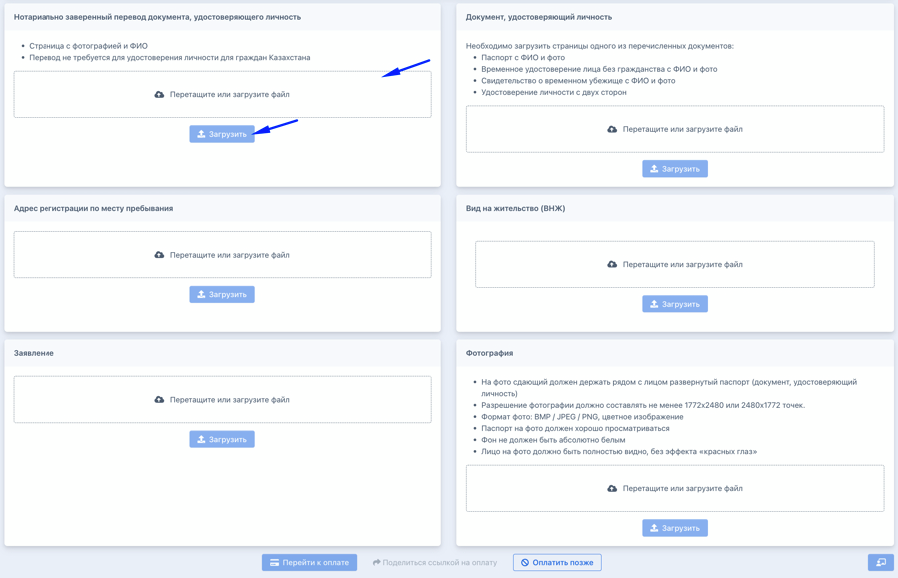 Нотариально заверенный перевод документа, удостоверяющего личность
• Страница с фотографией и ФИО
• Перевод не требуется для удостоверения личности для граждан Казахстана
Перетащите или загрузите файл
Загрузить
Документ, удостоверяющий личность
Необходимо загрузить страницы одного из перечисленных документов:
• Паспорт с ФИО и фото
• Временное удостоверение лица без гражданства с ФИО и фото
• Свидетельство о временном убежище с ФИО и фото
• Удостоверение личности с двух сторон
Перетащите или загрузите файл
Загрузить
Адрес регистрации по месту пребывания
Перетащите или загрузите файл
Загрузить
Вид на жительство (ВНЖ)
Перетащите или загрузите файл
Загрузить
Заявление
Перетащите или загрузите файл
Загрузить
Фотография
• На фото сдающий должен держать рядом с лицом развернутый паспорт (документ, удостоверяющий
личность)
• Разрешение фотографии должно составлять не менее 1772x2480 или 2480x1772 точек.
• Формат фото: BMP / JPEG / PNG, цветное изображение
• Паспорт на фото должен хорошо просматриваться
• Фон не должен быть абсолютно белым
• Лицо на фото должно быть полностью видно, без эффекта «красных глаз»
Перетащите или загрузите файл
Загрузить
Перейти к оплате
Поделиться ссылкой на оплату
Оплатить позже